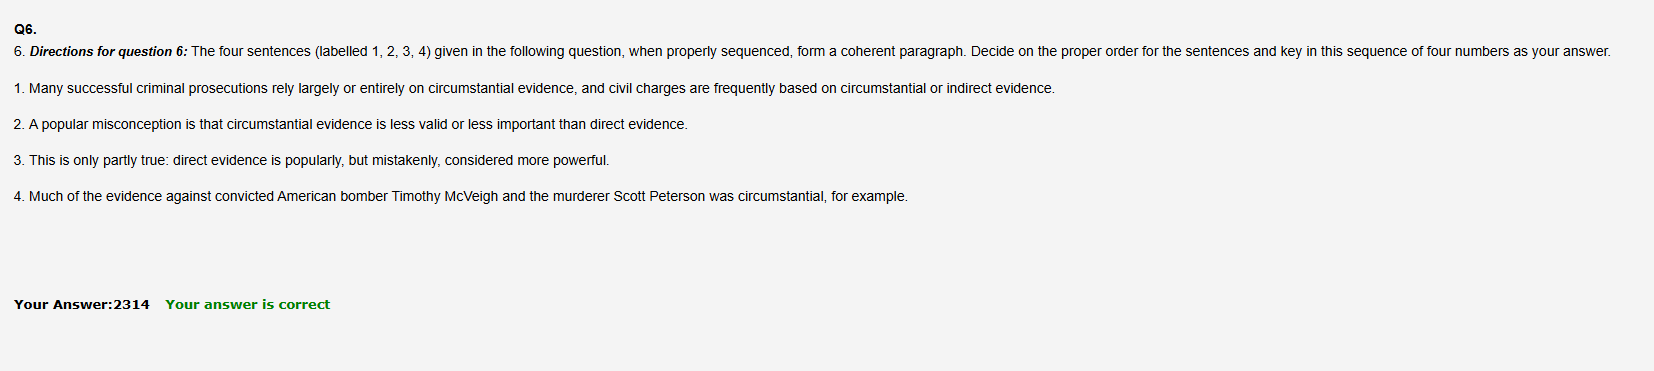 Q6.
6. Directions for question 6: The four sentences (labelled 1, 2, 3, 4) given in the following question, when properly sequenced, form a coherent paragraph. Decide on the proper order for the sentences and key in this sequence of four numbers as your answer.
1. Many successful criminal prosecutions rely largely or entirely on circumstantial evidence, and civil charges are frequently based on circumstantial or indirect evidence.
2. A popular misconception is that circumstantial evidence is less valid or less important than direct evidence.
3. This is only partly true: direct evidence is popularly, but mistakenly, considered more powerful.
4. Much of the evidence against convicted American bomber Timothy McVeigh and the murderer Scott Peterson was circumstantial, for example.
Your Answer:2314 Your answer is correct